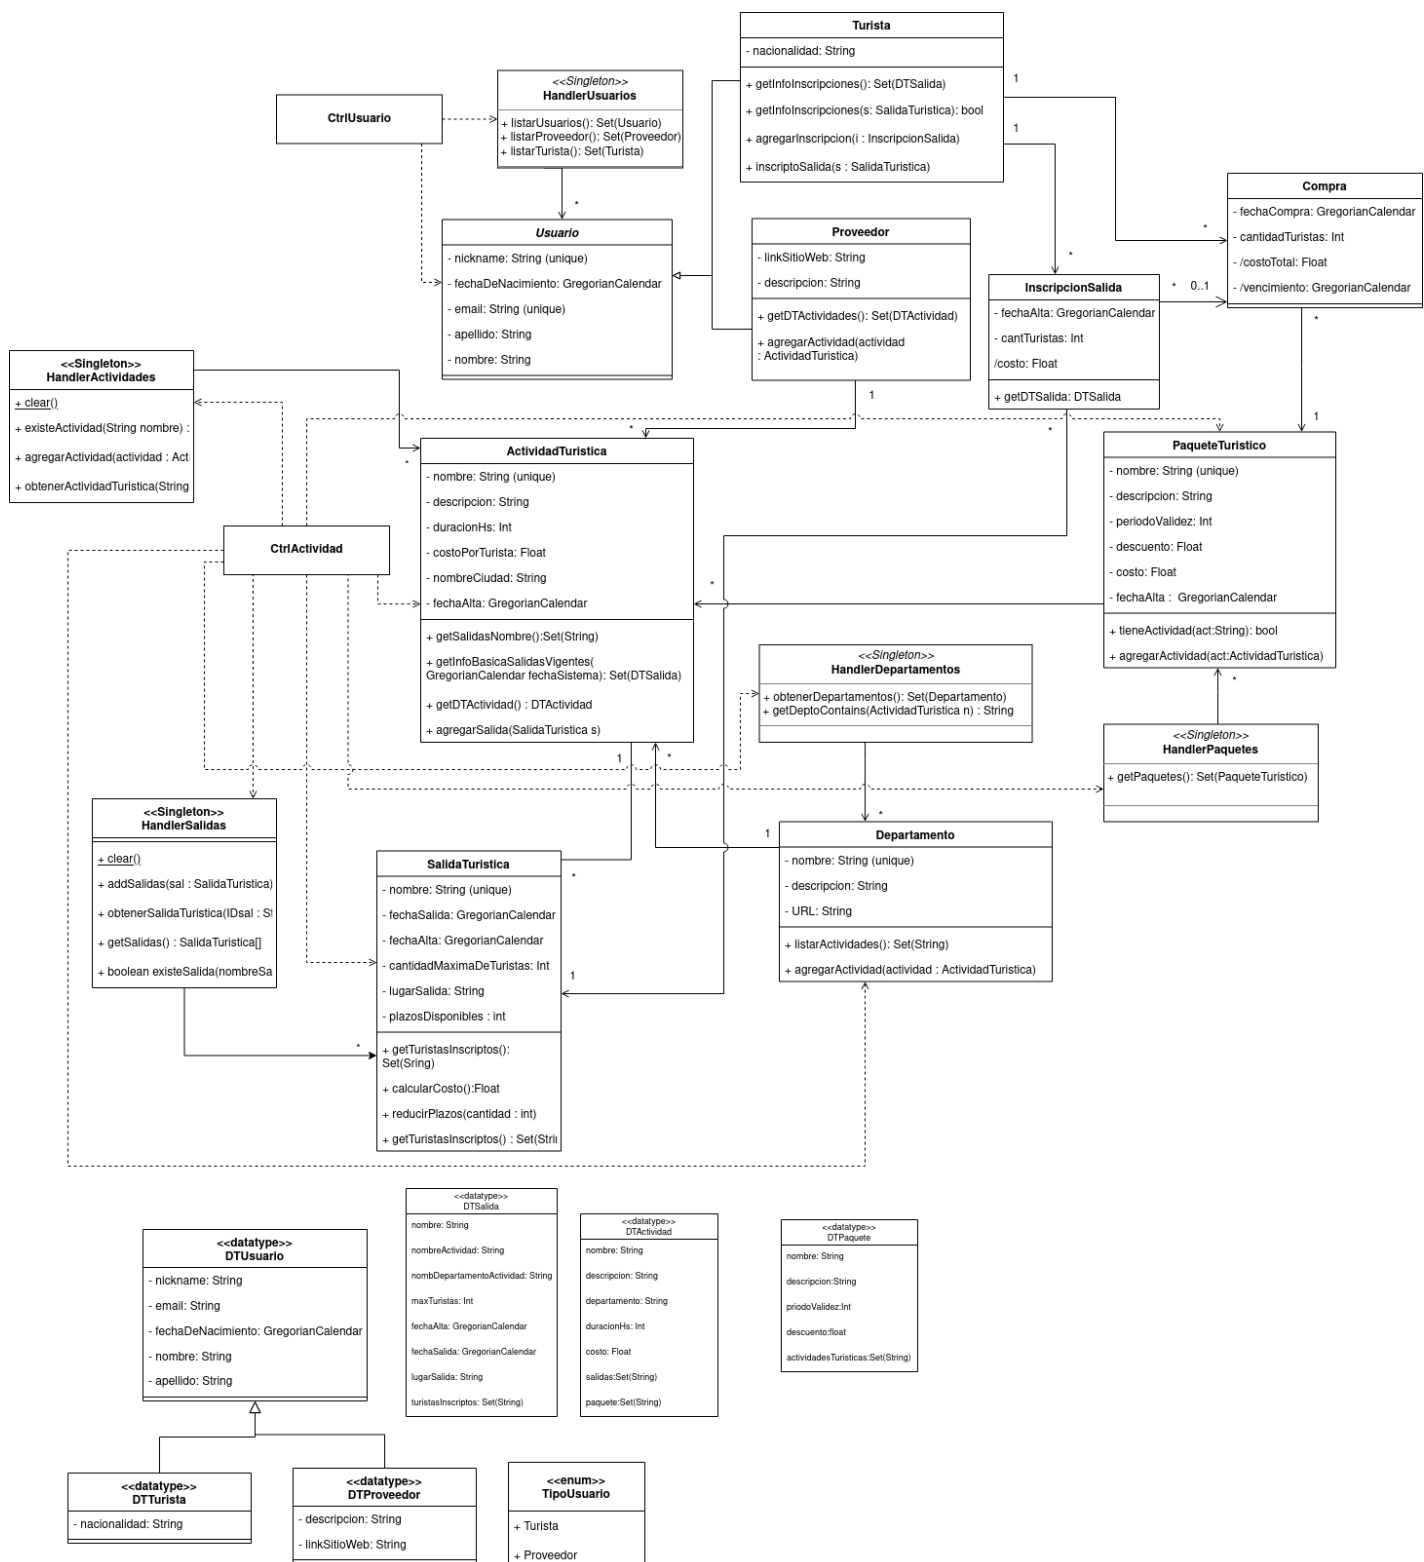 Turista
- nacionalidad: String
+ getInfoInscripciones(): Set(DTSalida)
+ getInfoInscripciones(s: SalidaTuristica): bool
+ agregarInscripcion(i : InscripcionSalida)
+ inscriptoSalida(s : SalidaTuristica)
1
1
<<Singleton>>
HandlerUsuarios
+ listarUsuarios(): Set(Usuario)
+ listarProveedor(): Set(Proveedor)
+ listarTurista(): Set(Turista)
*
CtrlUsuario
Compra
- fechaCompra: GregorianCalendar
- cantidadTuristas: Int
- /costoTotal: Float
- /vencimiento: GregorianCalendar
*
*
Usuario
- nickname: String (unique)
- fechaDeNacimiento: GregorianCalendar
- email: String (unique)
- apellido: String
- nombre: String
Proveedor
- linkSitioWeb: String
- descripcion: String
+ getDTActividades(): Set(DTActividad)
+ agregarActividad(actividad
: ActividadTuristica)
1
*
InscripcionSalida
- fechaAlta: GregorianCalendar
- cantTuristas: Int
/costo: Float
+ getDTSalida: DTSalida
* 0..1
*
1
*
<<Singleton>>
HandlerActividades
+ clear()
+ existeActividad(String nombre) :
+ agregarActividad(actividad : Act
+ obtenerActividadTuristica(String
*
ActividadTuristica
- nombre: String (unique)
- descripcion: String
- duracionHs: Int
- costoPorTurista: Float
- nombreCiudad: String
- fechaAlta: GregorianCalendar
+ getSalidasNombre():Set(String)
+ getInfoBasicaSalidasVigentes(
GregorianCalendar fechaSistema): Set(DTSalida)
+ getDTActividad() : DTActividad
+ agregarSalida(SalidaTuristica s)
1
*
*
PaqueteTuristico
- nombre: String (unique)
- descripcion: String
- periodoValidez: Int
- descuento: Float
- costo: Float
- fechaAlta : GregorianCalendar
+ tieneActividad(act:String): bool
+ agregarActividad(act:ActividadTuristica)
*
CtrlActividad
<<Singleton>>
HandlerDepartamentos
+ obtenerDepartamentos(): Set(Departamento)
+ getDeptoContains(ActividadTuristica n) : String
*
<<Singleton>>
HandlerPaquetes
+ getPaquetes(): Set(PaqueteTuristico)
<<Singleton>>
HandlerSalidas
+ clear()
+ addSalidas(sal : SalidaTuristica)
+ obtenerSalidaTuristica(IDsal : St
+ getSalidas() : SalidaTuristica[]
+ boolean existeSalida(nombreSa
*
SalidaTuristica
- nombre: String (unique)
- fechaSalida: GregorianCalendar
- fechaAlta: GregorianCalendar
- cantidadMaximaDeTuristas: Int
- lugarSalida: String
- plazosDisponibles : int
+ getTuristasInscriptos():
Set(Sring)
+ calcularCosto():Float
+ reducirPlazos(cantidad : int)
+ getTuristasInscriptos() : Set(Stri
*
1
1
Departamento
- nombre: String (unique)
- descripcion: String
- URL: String
+ listarActividades(): Set(String)
+ agregarActividad(actividad : ActividadTuristica)
<<datatype>>
DTUsuario
- nickname: String
- email: String
- fechaDeNacimiento: GregorianCalendar
- nombre: String
- apellido: String
<<datatype>>
DTSalida
nombre: String
nombreActividad: String
nombDepartamentoActividad: String
maxTuristas: Int
fechaAlta: GregorianCalendar
fechaSalida: GregorianCalendar
lugarSalida: String
turistasInscriptos: Set(String)
<<datatype>>
DTActividad
nombre: String
descripcion: String
departamento: String
duracionHs: Int
costo: Float
salidas:Set(String)
paquete:Set(String)
<<datatype>>
DTPaquete
nombre: String
descripcion:String
priodoValidez:Int
descuento:float
actividadesTuristicas:Set(String)
<<datatype>>
DTTurista
- nacionalidad: String
<<datatype>>
DTProveedor
- descripcion: String
- linkSitioWeb: String
<<enum>>
TipoUsuario
+ Turista
+ Proveedor